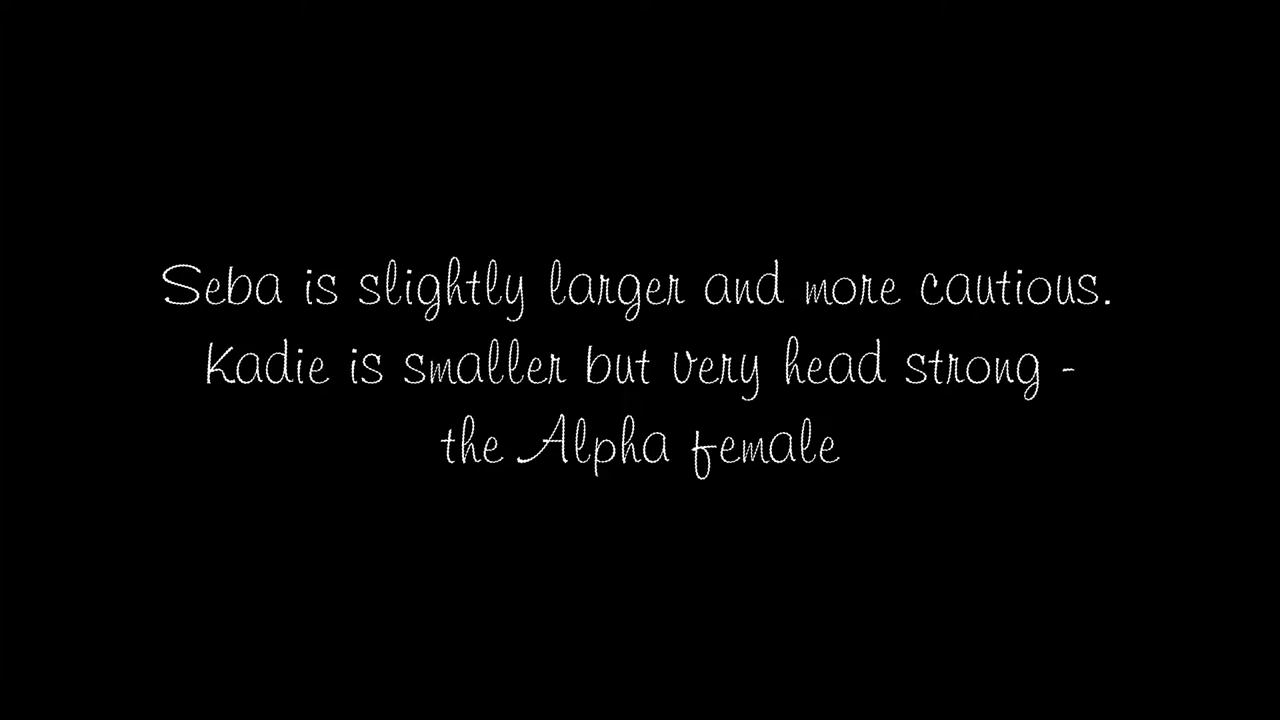 Seba is slightly larger and more cautious.
Kadie is smaller but very head strong -
the Alpha female